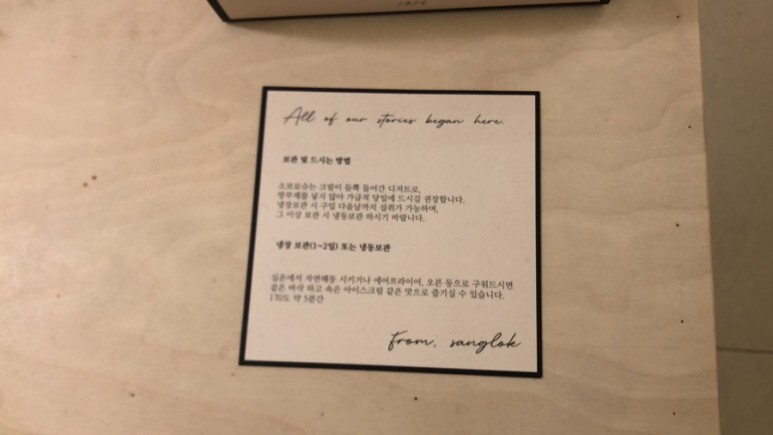 1970
All of our stories began here.
보관 및 드시는 방법
소보로슈는 크림이 듬뿍 들어간 디저트로,
방부제를 넣지 않아 가급적 당일에 드시길 권장합니다.
냉장보관 시 구입 다음날까지 섭취가 가능하며,
그 이상 보관 시 냉동보관 하시기 바랍니다.
냉장 보관(1~2일) 또는 냉동보관
실온에서 자연해동 시키거나 에어프라이어, 오픈 등으로 구워드시면
겉은 바삭 하고 속은 아이스크림 같은 맛으로 즐기실 수 있습니다.
170도 약 5분간
from. sanglok